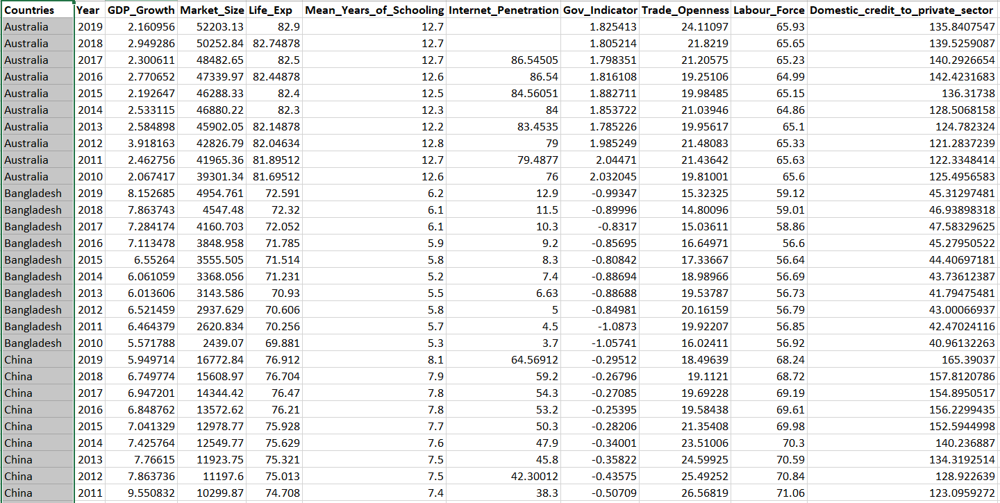 Countries Year GDP_Growth Market_Size Life_Exp Mean_Years_of_Schooling Internet_Penetration Gov_Indicator Trade_Openness Labour_Force Domestic_credit_to_private_sector
Australia 2019 2.160956 52203.13 82.9 12.7 1.825413 24.11097 65.93 135.8407547
Australia 2018 2.949286 50252.84 82.74878 12.7 1.805214 21.8219 65.65 139.5259087
Australia 2017 2.300611 48482.65 82.5 12.7 86.54505 1.798351 21.20575 65.23 140.2926654
Australia 2016 2.770652 47339.97 82.44878 12.6 86.54 1.816108 19.25106 64.99 142.4231683
Australia 2015 2.192647 46288.33 82.4 12.5 84.56051 1.882711 19.98485 65.15 136.31738
Australia 2014 2.533115 46880.22 82.3 12.3 84 1.853722 21.03946 64.86 128.5068158
Australia 2013 2.584898 45902.05 82.14878 12.2 83.4535 1.785226 19.95617 65.1 124.782324
Australia 2012 3.918163 42826.79 82.04634 12.8 79 1.985249 21.48083 65.33 121.2837239
Australia 2011 2.462756 41965.36 81.89512 12.7 79.4877 2.04471 21.43642 65.63 122.3348414
Australia 2010 2.067417 39301.34 81.69512 12.6 76 2.032045 19.81001 65.6 125.4956583
Bangladesh 2019 8.152685 4954.761 72.591 6.2 12.9 -0.99347 15.32325 59.12 45.31297481
Bangladesh 2018 7.863743 4547.48 72.32 6.1 11.5 -0.89996 14.80096 59.01 46.93898318
Bangladesh 2017 7.284174 4160.703 72.052 6.1 10.3 -0.8317 15.03611 58.86 47.58329625
Bangladesh 2016 7.113478 3848.958 71.785 5.9 9.2 -0.85695 16.64971 56.6 45.27950522
Bangladesh 2015 6.55264 3555.505 71.514 5.8 8.3 -0.80842 17.33667 56.64 44.40697181
Bangladesh 2014 6.061059 3368.056 71.231 5.2 7.4 -0.88694 18.98966 56.69 43.73612387
Bangladesh 2013 6.013606 3143.586 70.93 5.5 6.63 -0.88688 19.53787 56.73 41.79475481
Bangladesh 2012 6.521459 2937.629 70.606 5.8 5 -0.84981 20.16159 56.79 43.00066937
Bangladesh 2011 6.464379 2620.834 70.256 5.7 4.5 -1.0873 19.92207 56.85 42.47024116
Bangladesh 2010 5.571788 2439.07 69.881 5.3 3.7 -1.05741 16.02411 56.92 40.96132263
China 2019 5.949714 16772.84 76.912 8.1 64.56912 -0.29512 18.49639 68.24 165.39037
China 2018 6.749774 15608.97 76.704 7.9 59.2 -0.26796 19.1121 68.72 157.8120786
China 2017 6.947201 14344.42 76.47 7.8 54.3 -0.27085 19.69228 69.19 154.8950517
China 2016 6.848762 13572.62 76.21 7.8 53.2 -0.25395 19.58438 69.61 156.2299435
China 2015 7.041329 12978.77 75.928 7.7 50.3 -0.28206 21.35408 69.98 152.5944998
China 2014 7.425764 12549.77 75.629 7.6 47.9 -0.34001 23.51006 70.3 140.236887
China 2013 7.76615 11923.75 75.321 7.5 45.8 -0.35822 24.59925 70.59 134.3192514
China 2012 7.863736 11197.6 75.013 7.5 42.30012 -0.43575 25.49252 70.84 128.922639
China 2011 9.550832 10299.87 74.708 7.4 38.3 -0.50709 26.56819 71.06 123.0959272